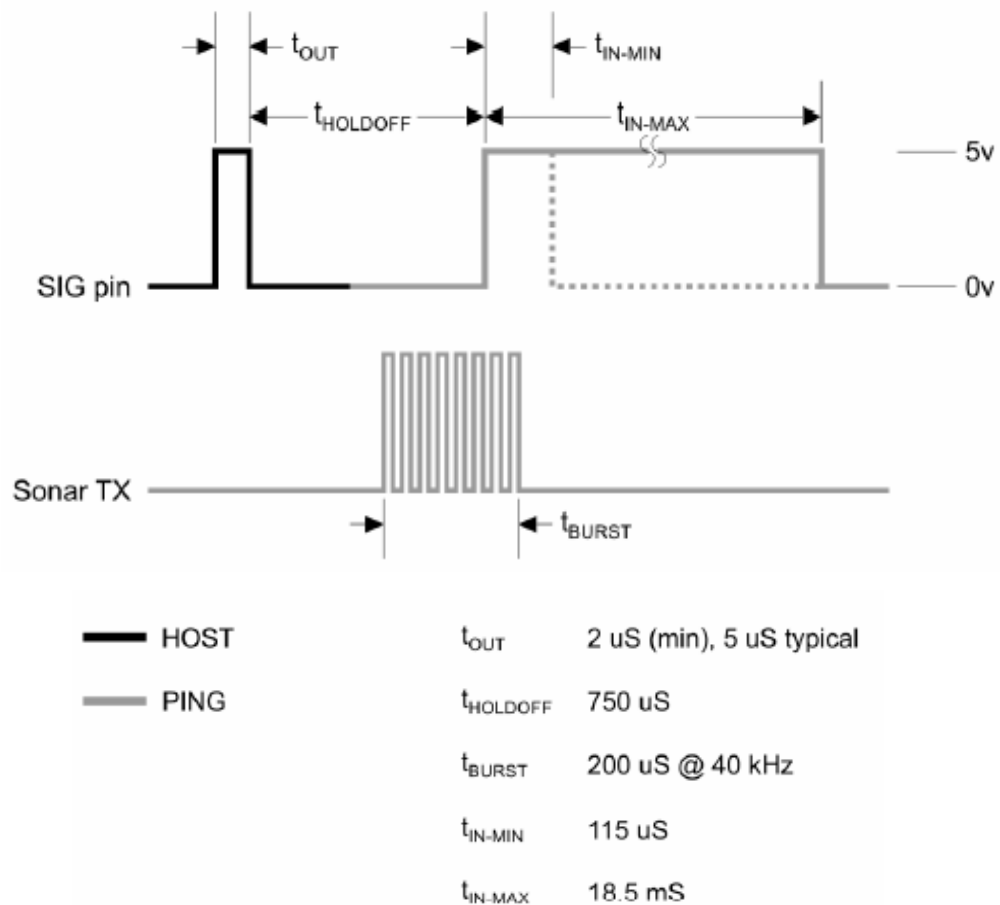 tOUT
tIN-MIN
tHOLDOFF
tIN-MAX
5v
SIG pin
0v
Sonar TX
tBURST
HOST tOUT 2 uS (min), 5 uS typical
PING tHOLDOFF 750 uS
tBURST 200 uS @ 40 kHz
tIN-MIN 115 uS
tIN-MAX 18.5 mS